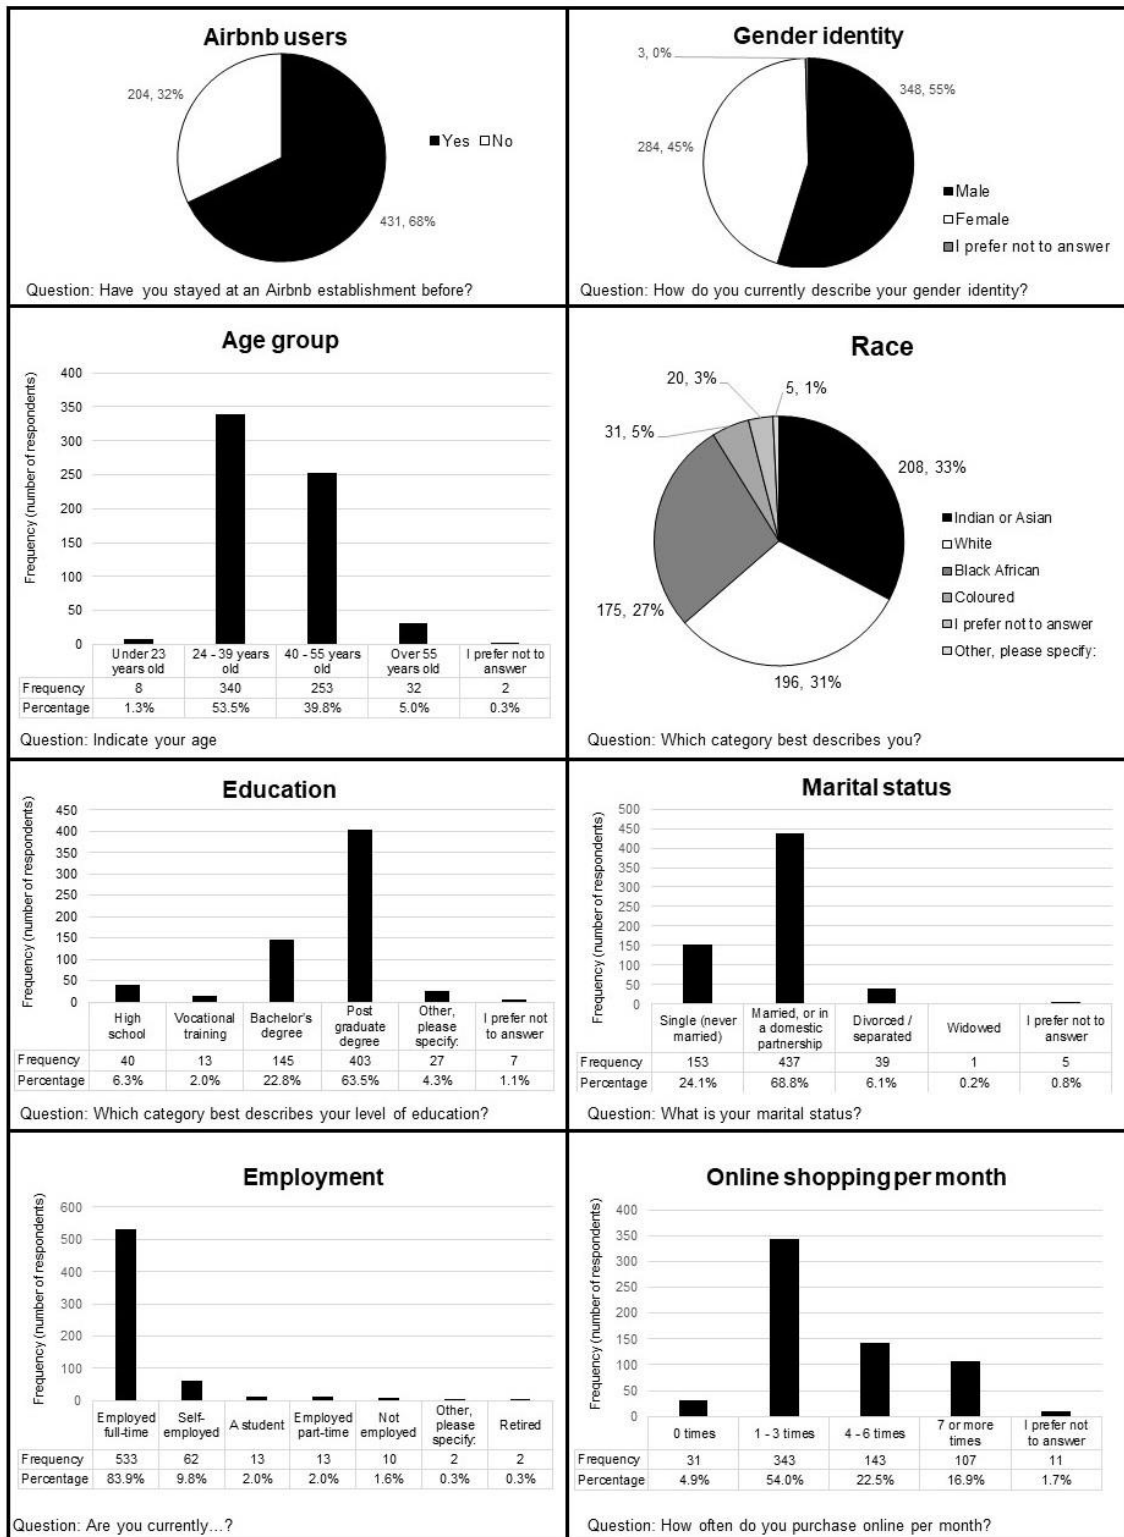 Airbnb users
204, 32%
Yes No
431, 68%
Question: Have you stayed at an Airbnb establishment before?
Gender identity
3, 0%
348, 55%
284, 45%
Male
Female
I prefer not to answer
Question: How do you currently describe your gender identity?
Age group
Frequency (number of respondents)
400
350
300
250
200
150
100
50
0
Under 23 years old 24 - 39 years old 40 - 55 years old Over 55 years old I prefer not to answer
Frequency 8 340 253 32 2
Percentage 1.3% 53.5% 39.8% 5.0% 0.3%
Question: Indicate your age
Race
20, 3%
5, 1%
31, 5%
208, 33%
175, 27%
196, 31%
Indian or Asian
White
Black African
Coloured
I prefer not to answer
Other, please specify:
Question: Which category best describes you?
Education
Frequency (number of respondents)
450
400
350
300
250
200
150
100
50
0
High school Vocational training Bachelor's degree Post graduate degree Other, please specify: I prefer not to answer
Frequency 40 13 145 403 27 7
Percentage 6.3% 2.0% 22.8% 63.5% 4.3% 1.1%
Question: Which category best describes your level of education?
Marital status
Frequency (number of respondents)
500
450
400
350
300
250
200
150
100
50
0
Single (never married) Married, or in a domestic partnership Divorced / separated Widowed I prefer not to answer
Frequency 153 437 39 1 5
Percentage 24.1% 68.8% 6.1% 0.2% 0.8%
Question: What is your marital status?
Employment
Frequency (number of respondents)
600
500
400
300
200
100
0
Employed full-time Self-employed A student Employed part-time Not employed Other, please specify: Retired
Frequency 533 62 13 13 10 2 2
Percentage 83.9% 9.8% 2.0% 2.0% 1.6% 0.3% 0.3%
Question: Are you currently...?
Online shopping per month
Frequency (number of respondents)
400
350
300
250
200
150
100
50
0
0 times 1 - 3 times 4 - 6 times 7 or more times I prefer not to answer
Frequency 31 343 143 107 11
Percentage 4.9% 54.0% 22.5% 16.9% 1.7%
Question: How often do you purchase online per month?